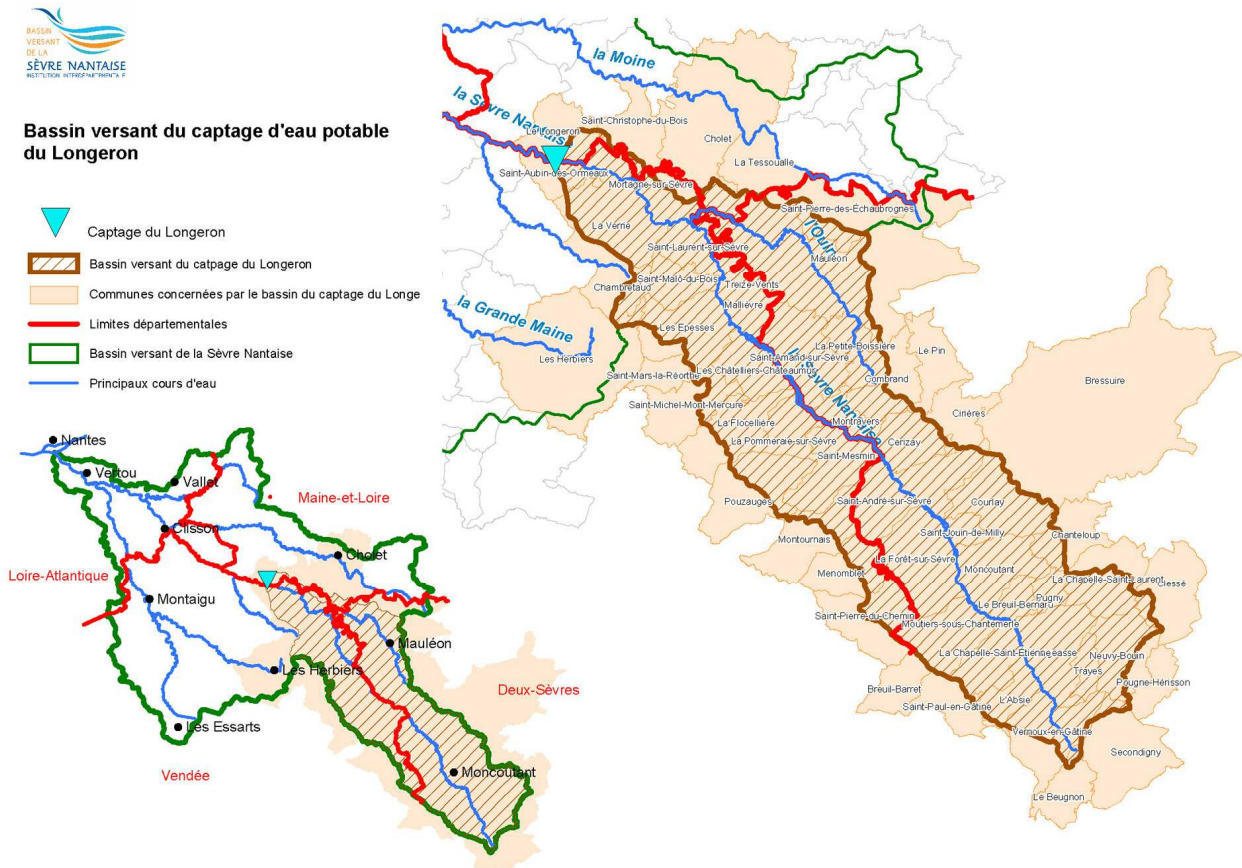 BASSIN
VERSANT
DE LA
SÈVRE NANTAISE
INSTITUTION INTERDÉPARTEMENTALE
Bassin versant du captage d'eau potable
du Longeron
Captage du Longeron
Bassin versant du catpage du Longeron
Communes concernées par le bassin du captage du Longe
Limites départementales
Bassin versant de la Sèvre Nantaise
Principaux cours d'eau
Nantes
Vertou
Vallet
Maine-et-Loire
Clisson
Cholet
Loire-Atlantique
Montaigu
Mauléon
Les Herbiers
Deux-Sèvres
Les Essarts
Vendée
Moncoutant
la Moine
la Sèvre Nantais
Saint-Christophe-du-Bois
Le Longeron
Cholet
La Tessoualle
Saint-Aubin-des-Ormeaux
Mortagne-sur-Sèvre
Saint-Pierre-des-Échaubrognes
La Verrie
l'Ouin
Saint-Laurent-sur-Sèvre
Mauléon
Saint-Malô-du-Bois
Treize-Vents
Chambretaud
Mallièvre
la Grande Maine
Les Epesses
La Petite-Boissière
Le Pin
Les Herbiers
Saint-Amand-sur-Sèvre
Saint-Mars-la-Réorthe
Les Châtelliers-Châteaumur
la Sèvre Nantaise
Combrand
Bressuire
Saint-Michel-Mont-Mercure
Cirières
La Flocellière
Montravers
La Pommeraie-sur-Sèvre
Cerizay
Saint-Mesmin
Pouzauges
Saint-André-sur-Sèvre
Courlay
Montournais
Saint-Jouin-de-Milly
Chanteloup
La Forêt-sur-Sèvre
Menomblet
Moncoutant
La Chapelle-Saint-Laurent
Clessé
Pugny
Le Breuil-Bernard
Saint-Pierre-du-Chemin
Moutiers-sous-Chantemerle
La Chapelle-Saint-Étienne
Neuvy-Bouin
Trayes
Pougne-Hérisson
Breuil-Barret
L'Absie
Saint-Paul-en-Gâtine
Vernoux-en-Gâtine
Secondigny
Le Beugnon